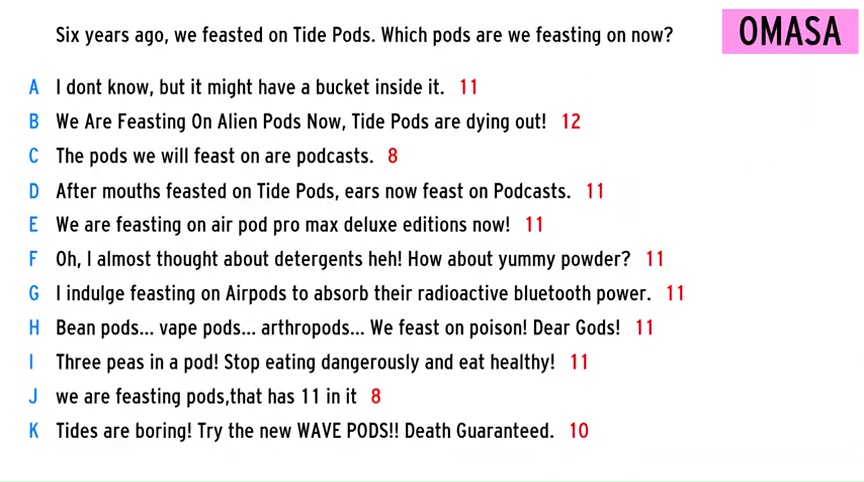 Six years ago, we feasted on Tide Pods. Which pods are we feasting on now?
OMASA
A I dont know, but it might have a bucket inside it. 11
B We Are Feasting On Alien Pods Now, Tide Pods are dying out! 12
C The pods we will feast on are podcasts. 8
D After mouths feasted on Tide Pods, ears now feast on Podcasts. 11
E We are feasting on air pod pro max deluxe editions now! 11
F Oh, I almost thought about detergents heh! How about yummy powder? 11
G I indulge feasting on Airpods to absorb their radioactive bluetooth power. 11
H Bean pods... vape pods... arthropods... We feast on poison! Dear Gods! 11
I Three peas in a pod! Stop eating dangerously and eat healthy! 11
J we are feasting pods,that has 11 in it 8
K Tides are boring! Try the new WAVE PODS!! Death Guaranteed. 10